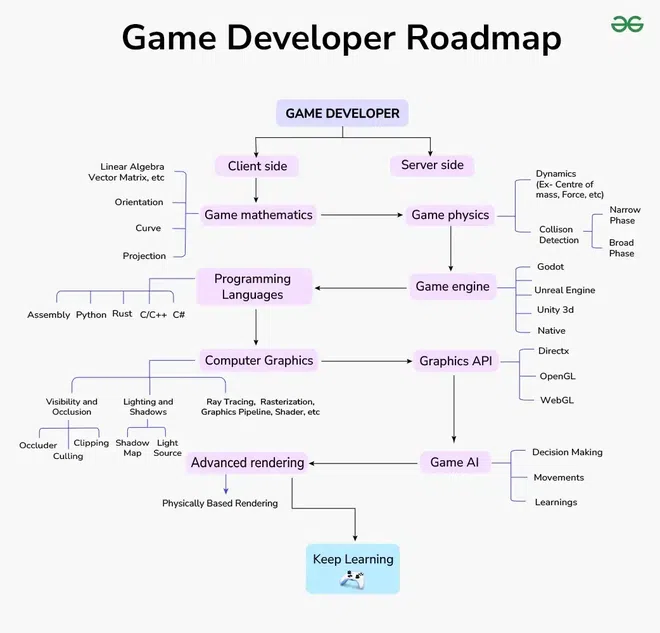 Game Developer Roadmap
GAME DEVELOPER
Client side
Server side
Linear Algebra
Vector Matrix, etc
Orientation
Curve
Projection
Game mathematics
Game physics
Dynamics
(Ex- Centre of
mass, Force, etc)
Collison
Detection
Narrow
Phase
Broad
Phase
Programming
Languages
Game engine
Godot
Unreal Engine
Unity 3d
Native
Assembly
Python
Rust
C/C++
C#
Computer Graphics
Graphics API
Directx
OpenGL
WebGL
Visibility and
Occlusion
Lighting and
Shadows
Ray Tracing, Rasterization,
Graphics Pipeline, Shader, etc
Occluder
Culling
Clipping
Shadow
Map
Light
Source
Advanced rendering
Game AI
Decision Making
Movements
Learnings
Physically Based Rendering
Keep Learning